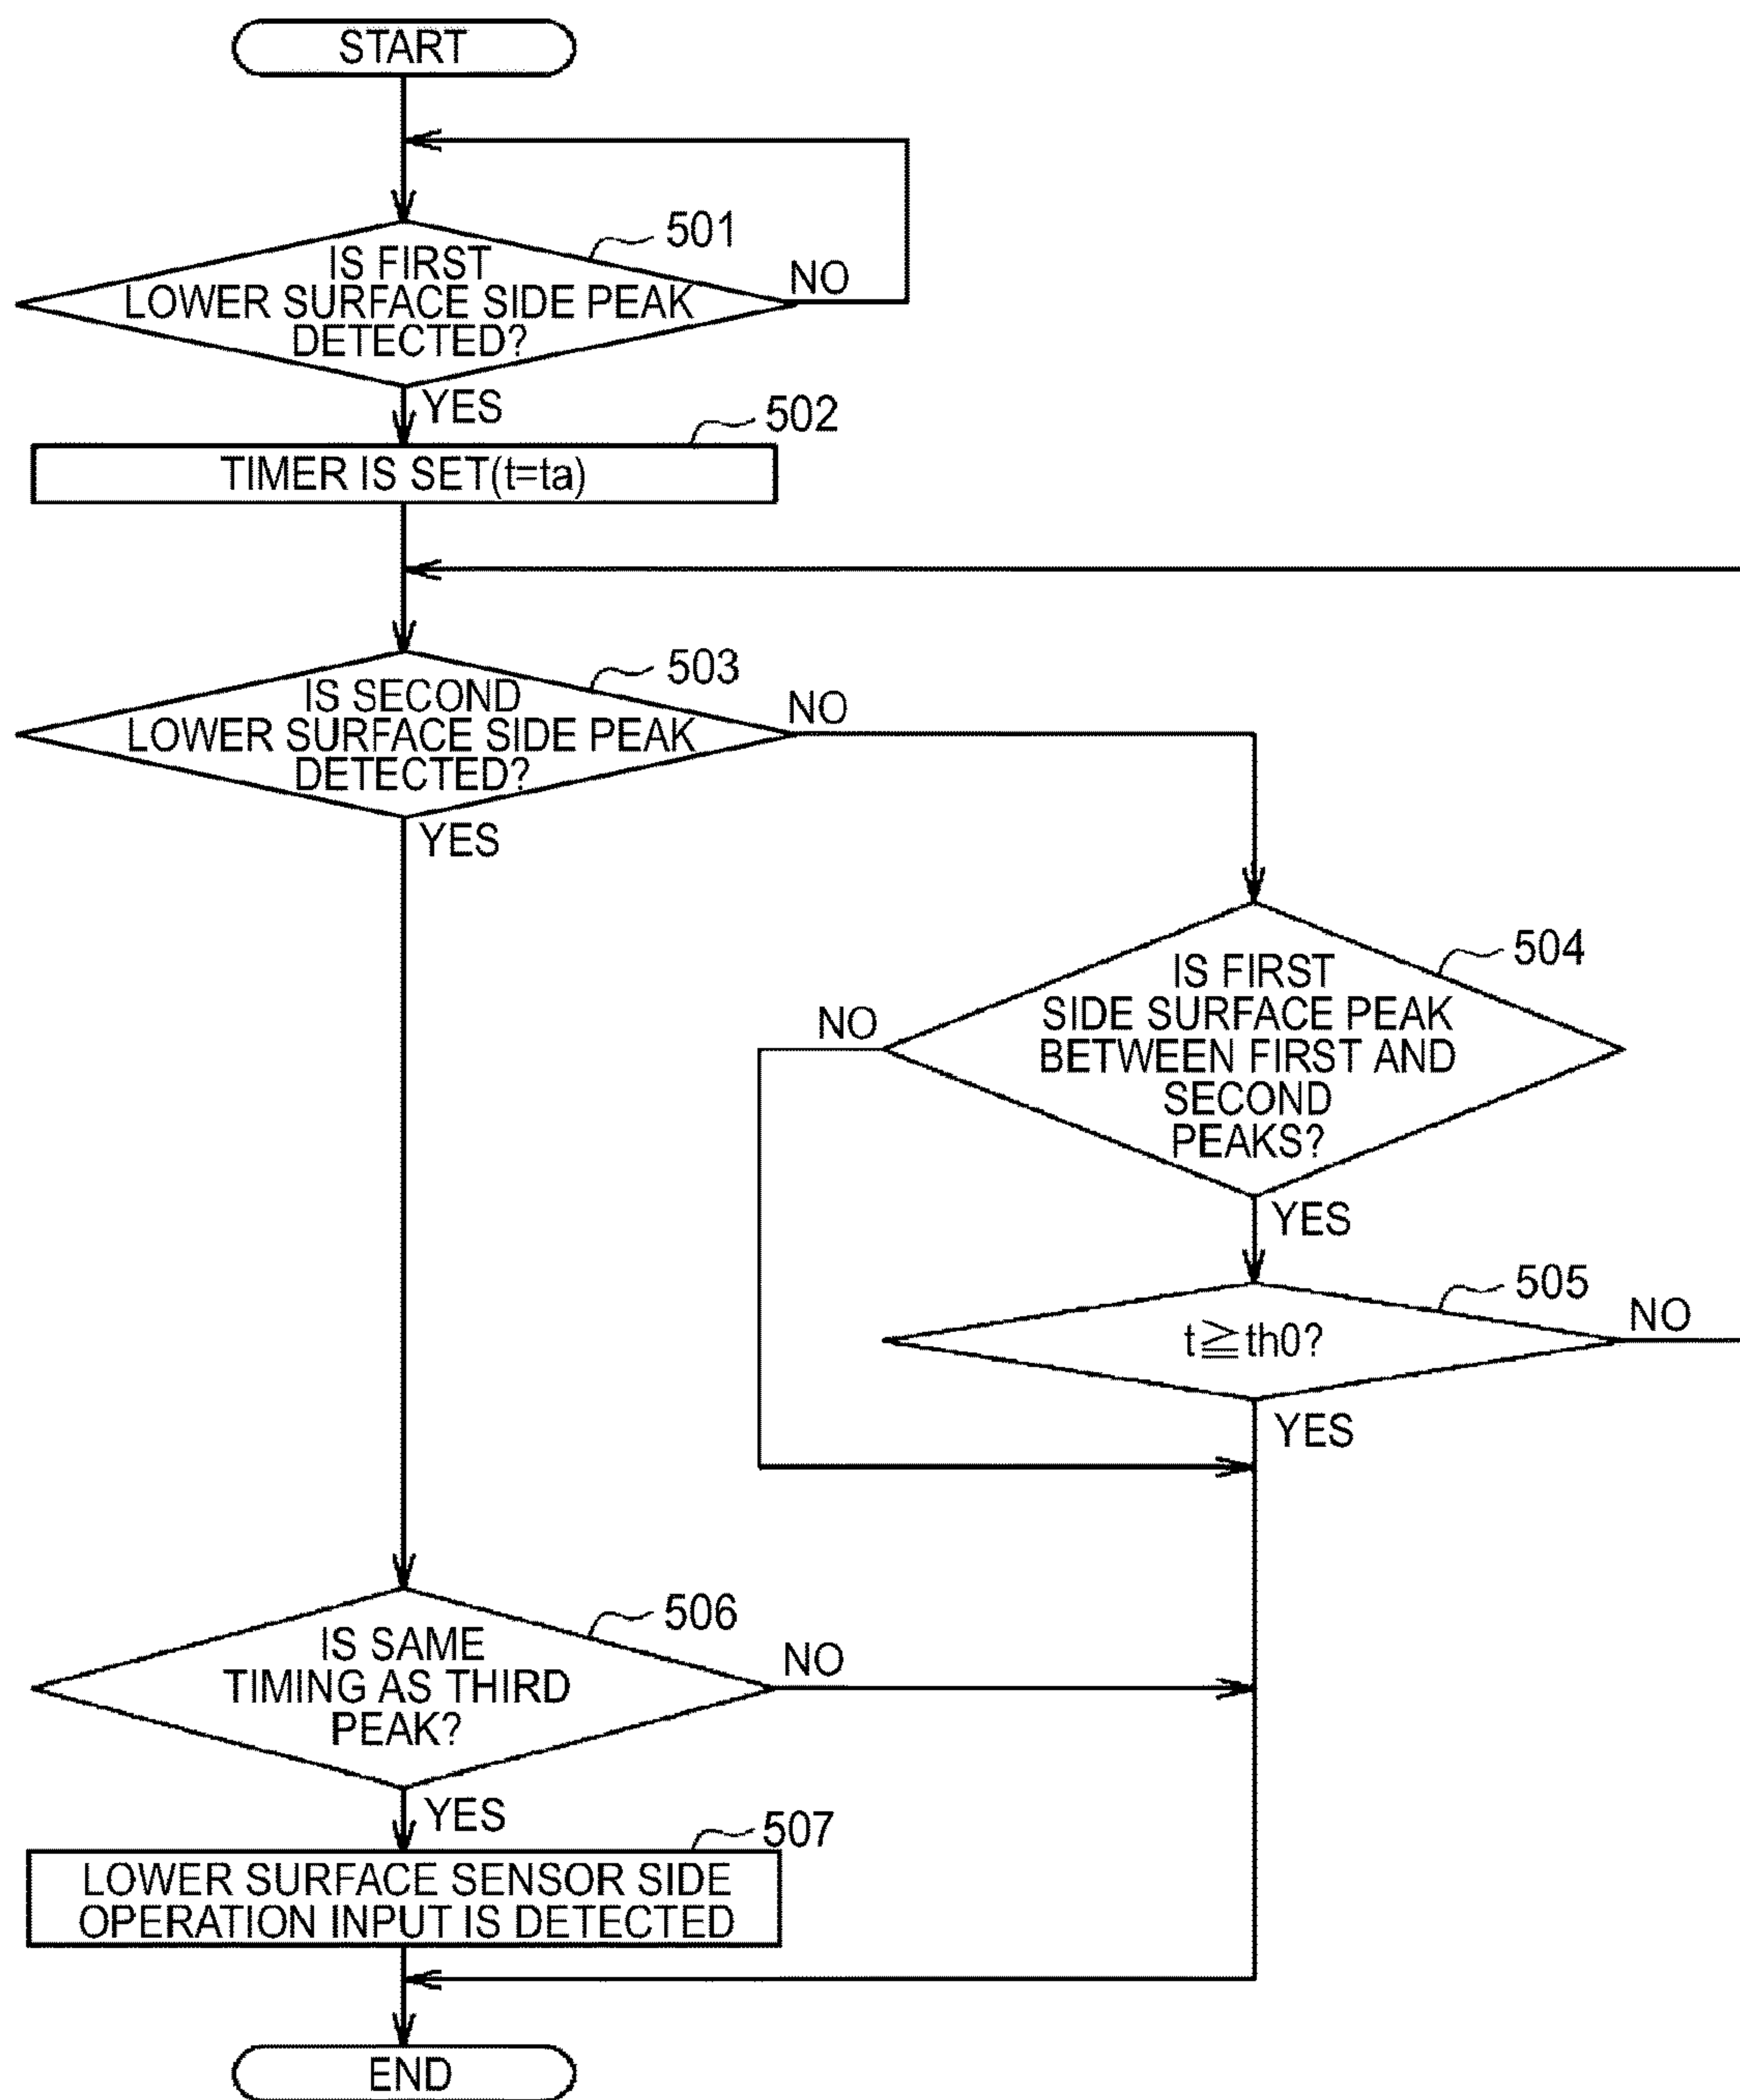 START
501
IS FIRST
LOWER SURFACE SIDE PEAK
DETECTED?
NO
YES
502
TIMER IS SET(t=ta)
503
IS SECOND
LOWER SURFACE SIDE PEAK
DETECTED?
NO
YES
504
IS FIRST
SIDE SURFACE PEAK
BETWEEN FIRST AND
SECOND
PEAKS?
NO
YES
505
t≧th0?
NO
YES
506
IS SAME
TIMING AS THIRD
PEAK?
NO
YES
507
LOWER SURFACE SENSOR SIDE
OPERATION INPUT IS DETECTED
END